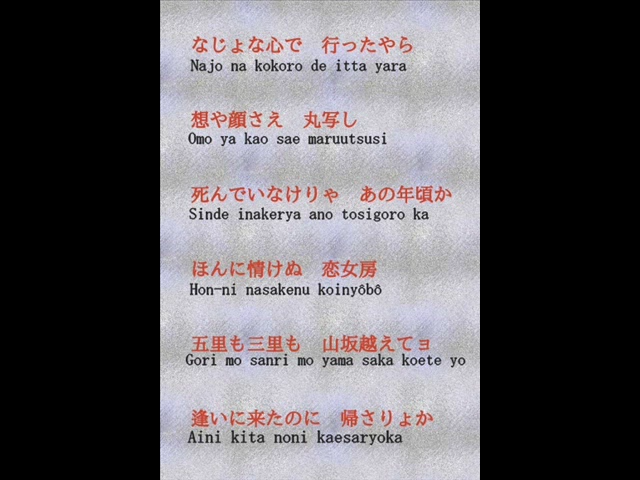 なじょな心で　行ったやら
Najo na kokoro de itta yara
想や顔さえ　丸写し
Omo ya kao sae maruutsusi
死んでいなけりゃ　あの年頃か
Sinde inakerya ano tosigoro ka
ほんに情けぬ　恋女房
Hon-ni nasakenu koinyôbô
五里も三里も　山坂越えてョ
Gori mo sanri mo yama saka koete yo
逢いに来たのに　帰さりょか
Aini kita noni kaesaryoka